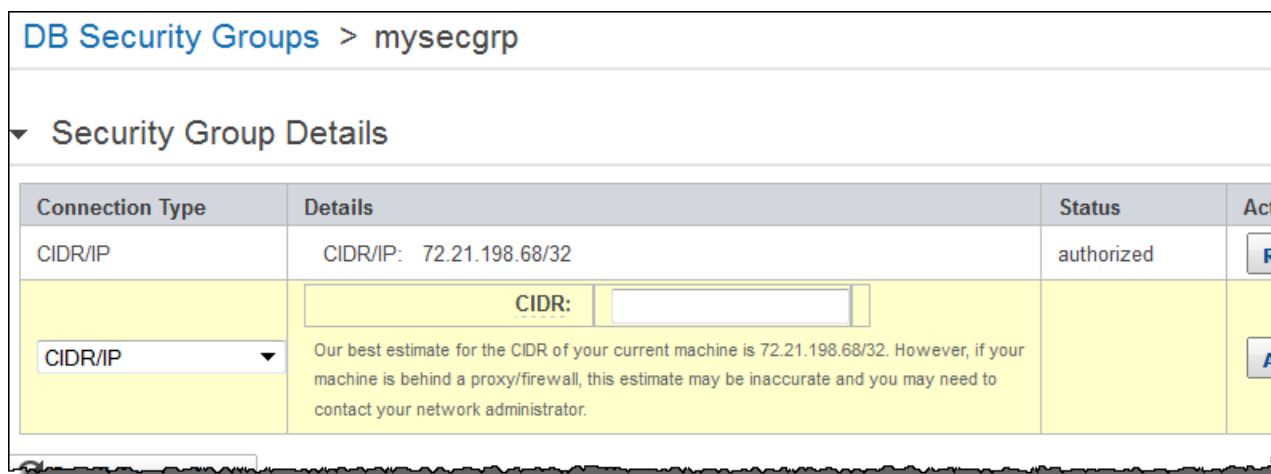 DB Security Groups > mysecgrp
Security Group Details
Connection Type Details Status
CIDR/IP CIDR/IP: 72.21.198.68/32 authorized
CIDR:
CIDR/IP
Our best estimate for the CIDR of your current machine is 72.21.198.68/32. However, if your
machine is behind a proxy/firewall, this estimate may be inaccurate and you may need to
contact your network administrator.